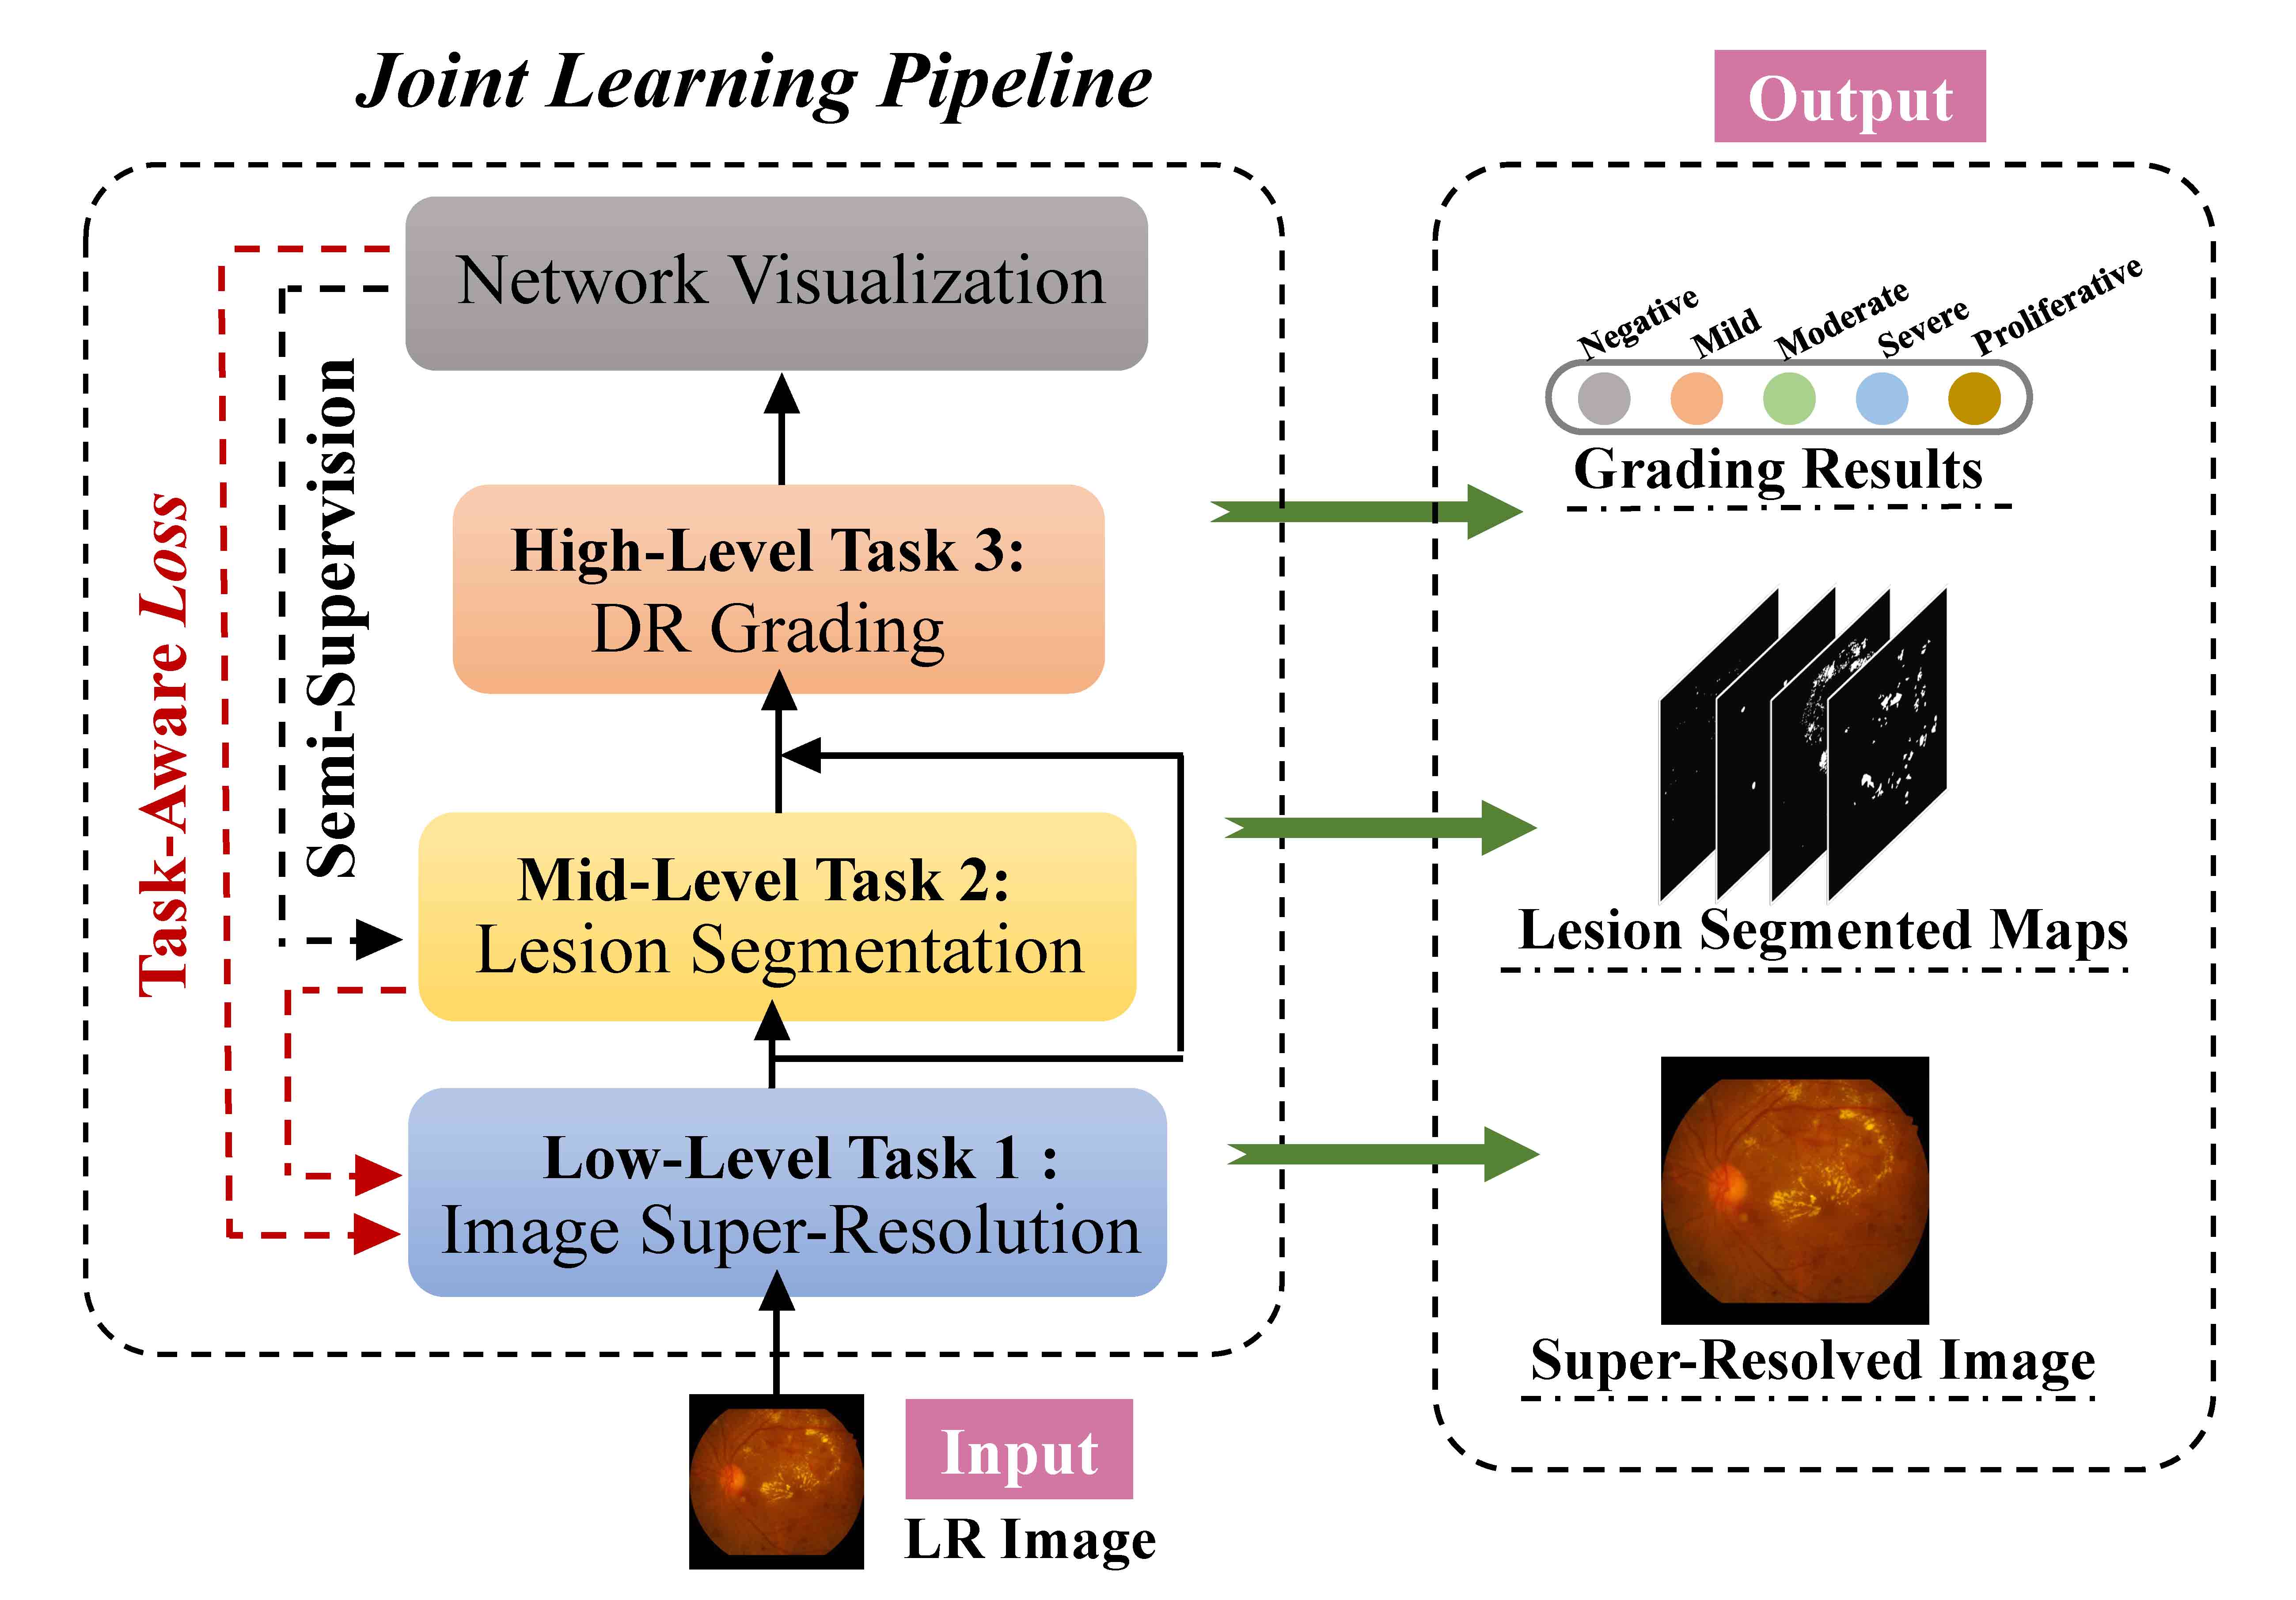 Joint Learning Pipeline
Network Visualization
High-Level Task 3:
DR Grading
Mid-Level Task 2:
Lesion Segmentation
Low-Level Task 1 :
Image Super-Resolution
Task-Aware Loss
Semi-Supervision
Input
LR Image
Output
Negative
Mild
Moderate
Severe
Proliferative
Grading Results
Lesion Segmented Maps
Super-Resolved Image